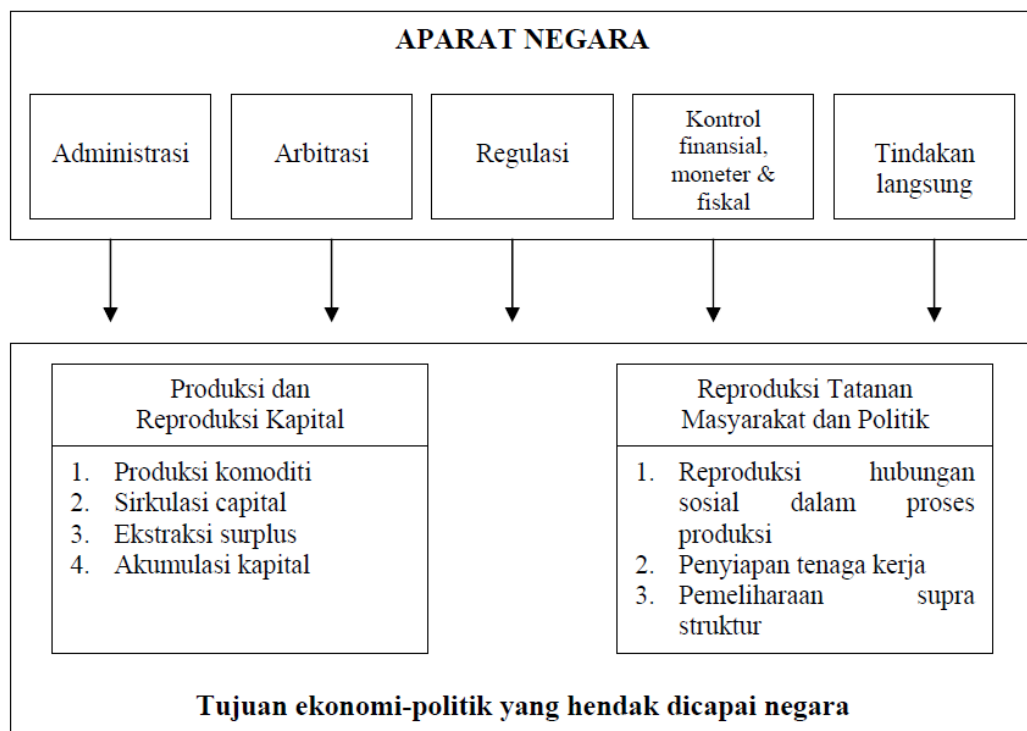 APARAT NEGARA
Administrasi
Arbitrasi
Regulasi
Kontrol
finansial,
moneter &
fiskal
Tindakan
langsung
Produksi dan
Reproduksi Kapital
1. Produksi komoditi
2. Sirkulasi capital
3. Ekstraksi surplus
4. Akumulasi kapital
Reproduksi Tatanan
Masyarakat dan Politik
1. Reproduksi hubungan
sosial dalam proses
produksi
2. Penyiapan tenaga kerja
3. Pemeliharaan supra
struktur
Tujuan ekonomi-politik yang hendak dicapai negara